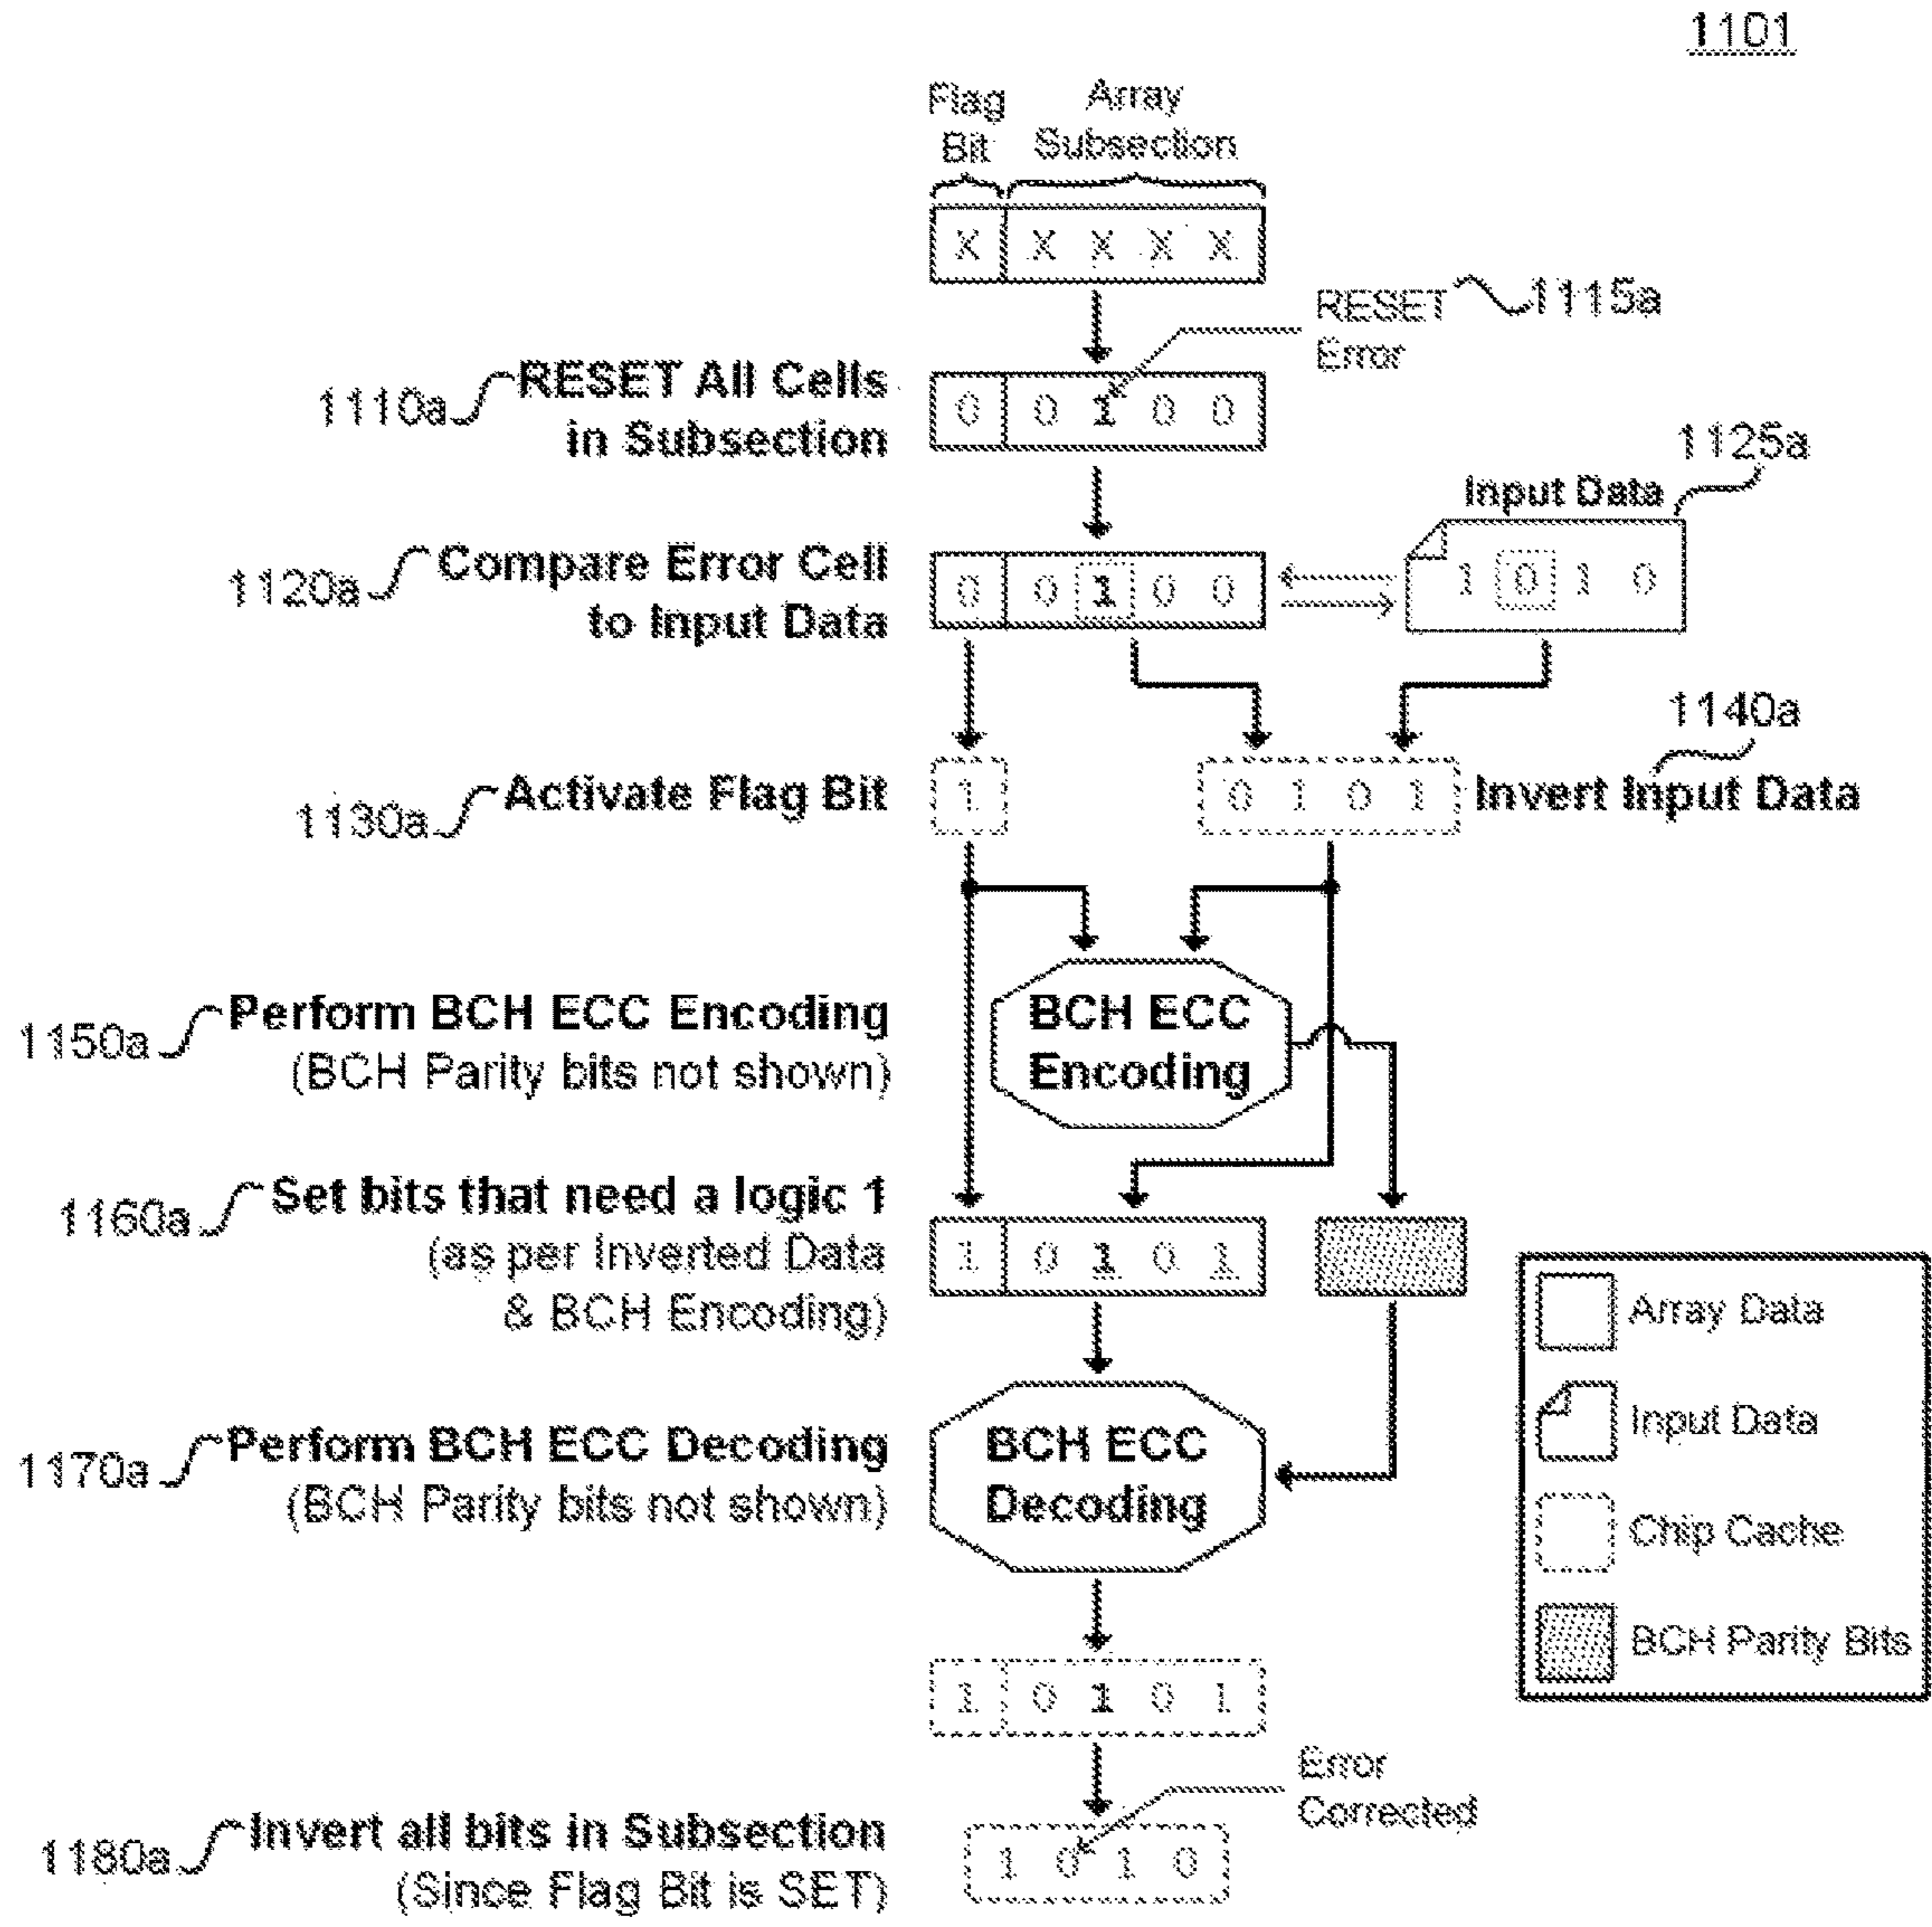 1101
Flag
Bit
Array
Subsection
X X X X X
RESET
Error
1115a
1110a
RESET All Cells
in Subsection
0 0 1 0 0
1125a
Input Data
1120a
Compare Error Cell
to Input Data
0 0 1 0 0
1 0 1 0
1140a
1130a
Activate Flag Bit
1
0 1 0 1
Invert Input Data
1150a
Perform BCH ECC Encoding
(BCH Parity bits not shown)
BCH ECC
Encoding
1160a
Set bits that need a logic 1
(as per Inverted Data
& BCH Encoding)
1 0 1 0 1
Array Data
Input Data
Chip Cache
BCH Parity Bits
1170a
Perform BCH ECC Decoding
(BCH Parity bits not shown)
BCH ECC
Decoding
1 0 1 0 1
Error
Corrected
1180a
Invert all bits in Subsection
(Since Flag Bit is SET)
1 0 1 0